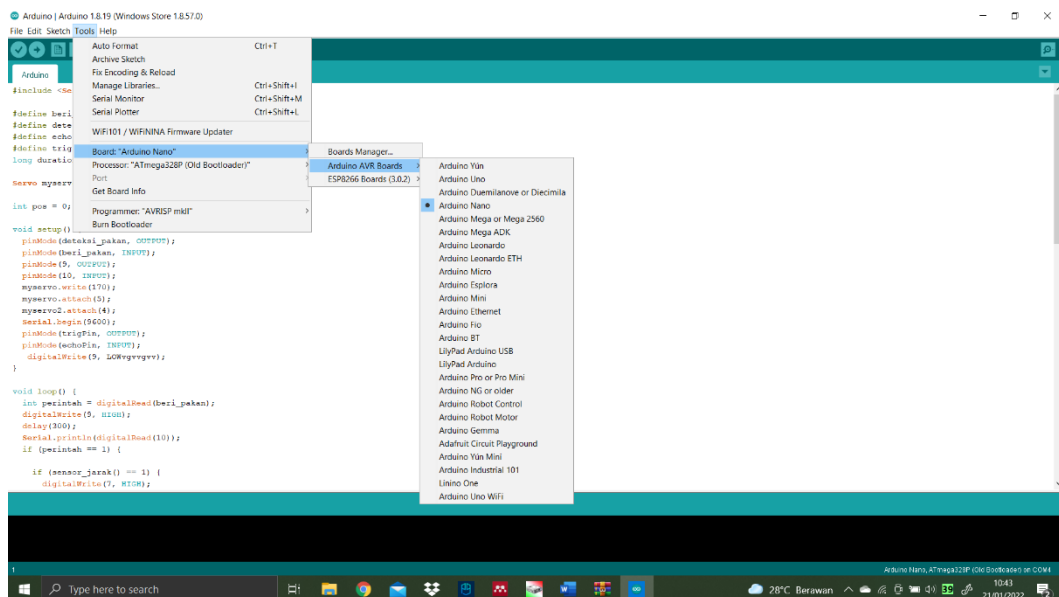 Arduino | Arduino 1.8.19 (Windows Store 1.8.57.0)
File Edit Sketch Tools Help
Auto Format Ctrl+T
Archive Sketch
Fix Encoding & Reload
Manage Libraries... Ctrl+Shift+I
Serial Monitor Ctrl+Shift+M
Serial Plotter Ctrl+Shift+L
WiFi101 / WiFiNINA Firmware Updater
Board: "Arduino Nano"
Processor: "ATmega328P (Old Bootloader)"
Port
Get Board Info
Programmer: "AVRISP mkII"
Burn Bootloader
Boards Manager...
Arduino AVR Boards
ESP8266 Boards (3.0.2)
Arduino Yún
Arduino Uno
Arduino Duemilanove or Diecimila
Arduino Nano
Arduino Mega or Mega 2560
Arduino Mega ADK
Arduino Leonardo
Arduino Leonardo ETH
Arduino Micro
Arduino Esplora
Arduino Mini
Arduino Ethernet
Arduino Fio
Arduino BT
LilyPad Arduino USB
LilyPad Arduino
Arduino Pro or Pro Mini
Arduino NG or older
Arduino Robot Control
Arduino Robot Motor
Arduino Gemma
Adafruit Circuit Playground
Arduino Yún Mini
Arduino Industrial 101
Linino One
Arduino Uno WiFi
Arduino
#include <Se
#define beri
#define dete
#define echo
#define trig
long duratio
Servo myserv
int pos = 0;
void setup()
pinMode(deteksi_pakan, OUTPUT);
pinMode(beri_pakan, INPUT);
pinMode(9, OUTPUT);
pinMode(10, INPUT);
myservo.write(170);
myservo.attach(5);
myservo2.attach(4);
Serial.begin(9600);
pinMode(trigPin, OUTPUT);
pinMode(echoPin, INPUT);
digitalWrite(9, LOWvgvvgvv);
}
void loop() {
int perintah = digitalRead(beri_pakan);
digitalWrite(9, HIGH);
delay(300);
Serial.println(digitalRead(10));
if (perintah == 1) {
if (sensor_jarak() == 1) {
digitalWrite(7, HIGH);
1
Arduino Nano, ATmega328P (Old Bootloader) on COM4
Type here to search
28°C Berawan
39
10:43
21/01/2022
2